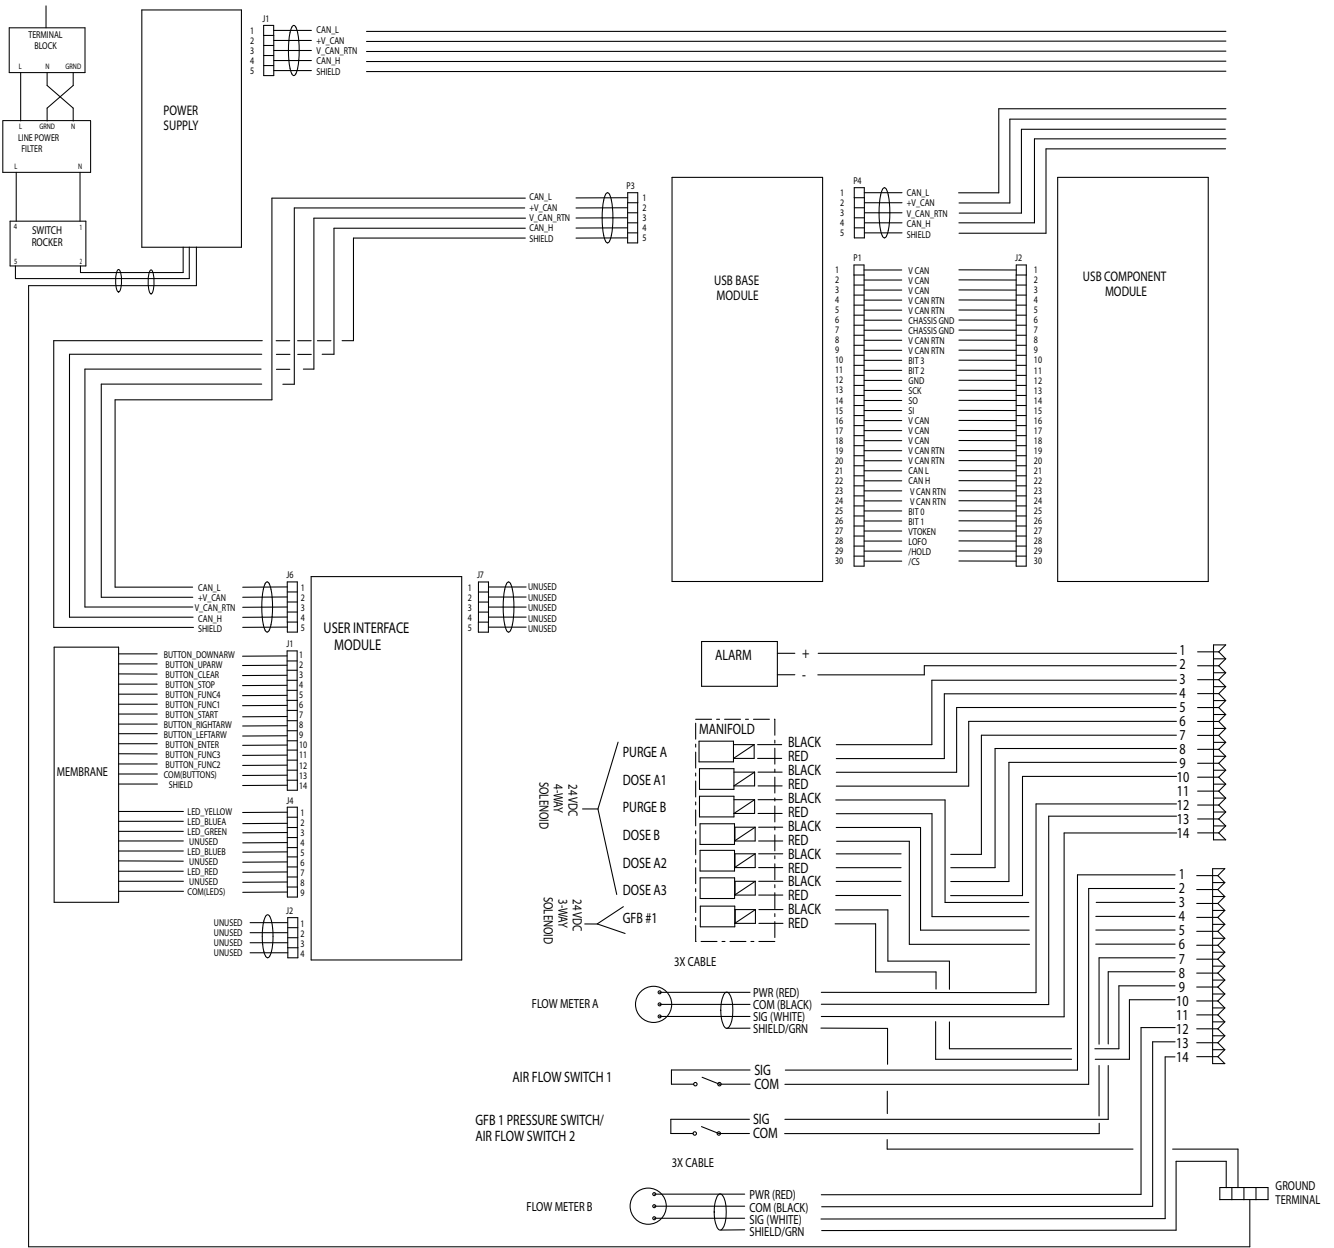 TERMINAL
BLOCK
L N GRND
L GRND N
LINE POWER
FILTER
L N
4 1
SWITCH
ROCKER
5 2
POWER
SUPPLY
J1
1 CAN_L
2 +V_CAN
3 V_CAN_RTN
4 CAN_H
5 SHIELD
P3
CAN_L 1
+V_CAN 2
V_CAN_RTN 3
CAN_H 4
SHIELD 5
USB BASE
MODULE
P4
1 CAN_L
2 +V_CAN
3 V_CAN_RTN
4 CAN_H
5 SHIELD
USB COMPONENT
MODULE
P1 J2
1 V CAN 1
2 V CAN 2
3 V CAN 3
4 V CAN RTN 4
5 V CAN RTN 5
6 CHASSIS GND 6
7 CHASSIS GND 7
8 V CAN RTN 8
9 V CAN RTN 9
10 BIT 3 10
11 BIT 2 11
12 GND 12
13 SCK 13
14 SO 14
15 SI 15
16 V CAN 16
17 V CAN 17
18 V CAN 18
19 V CAN RTN 19
20 V CAN RTN 20
21 CAN L 21
22 CAN H 22
23 V CAN RTN 23
24 V CAN RTN 24
25 BIT 0 25
26 BIT 1 26
27 VTOKEN 27
28 LOFO 28
29 /HOLD 29
30 /CS 30
J6
CAN_L 1
+V_CAN 2
V_CAN_RTN 3
CAN_H 4
SHIELD 5
USER INTERFACE
MODULE
J7
1 UNUSED
2 UNUSED
3 UNUSED
4 UNUSED
5 UNUSED
MEMBRANE
J1
BUTTON_DOWNARW 1
BUTTON_UPARW 2
BUTTON_CLEAR 3
BUTTON_STOP 4
BUTTON_FUNC4 5
BUTTON_FUNC1 6
BUTTON_START 7
BUTTON_RIGHTARW 8
BUTTON_LEFTARW 9
BUTTON_ENTER 10
BUTTON_FUNC3 11
BUTTON_FUNC2 12
COM(BUTTONS) 13
SHIELD 14
J4
LED_YELLOW 1
LED_BLUEA 2
LED_GREEN 3
UNUSED 4
LED_BLUEB 5
UNUSED 6
LED_RED 7
UNUSED 8
COM(LEDS) 9
J2
UNUSED 1
UNUSED 2
UNUSED 3
UNUSED 4
ALARM
+
-
MANIFOLD
24 VDC
4-WAY
SOLENOID
PURGE A
BLACK
RED
DOSE A1
BLACK
RED
PURGE B
BLACK
RED
DOSE B
BLACK
RED
DOSE A2
BLACK
RED
DOSE A3
BLACK
RED
24 VDC
3-WAY
SOLENOID
GFB #1
BLACK
RED
1
2
3
4
5
6
7
8
9
10
11
12
13
14
1
2
3
4
5
6
7
8
9
10
11
12
13
14
3X CABLE
FLOW METER A
PWR (RED)
COM (BLACK)
SIG (WHITE)
SHIELD/GRN
AIR FLOW SWITCH 1
SIG
COM
GFB 1 PRESSURE SWITCH/
AIR FLOW SWITCH 2
SIG
COM
3X CABLE
FLOW METER B
PWR (RED)
COM (BLACK)
SIG (WHITE)
SHIELD/GRN
GROUND
TERMINAL